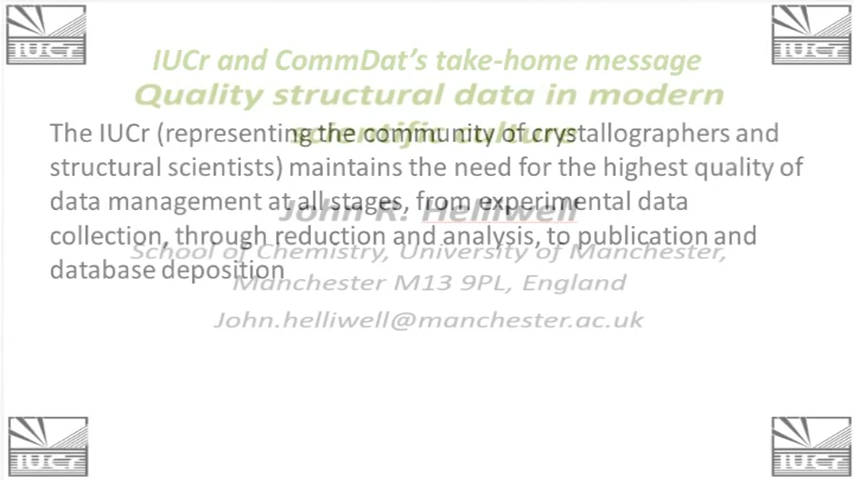 IUCr
IUCr
IUCr and CommDat's take-home message
Quality structural data in modern
scientific culture
The IUCr (representing the community of crystallographers and
structural scientists) maintains the need for the highest quality of
data management at all stages, from experimental data
collection, through reduction and analysis, to publication and
database deposition
John R. Helliwell
School of Chemistry, University of Manchester,
Manchester M13 9PL, England
John.helliwell@manchester.ac.uk
IUCr
IUCr